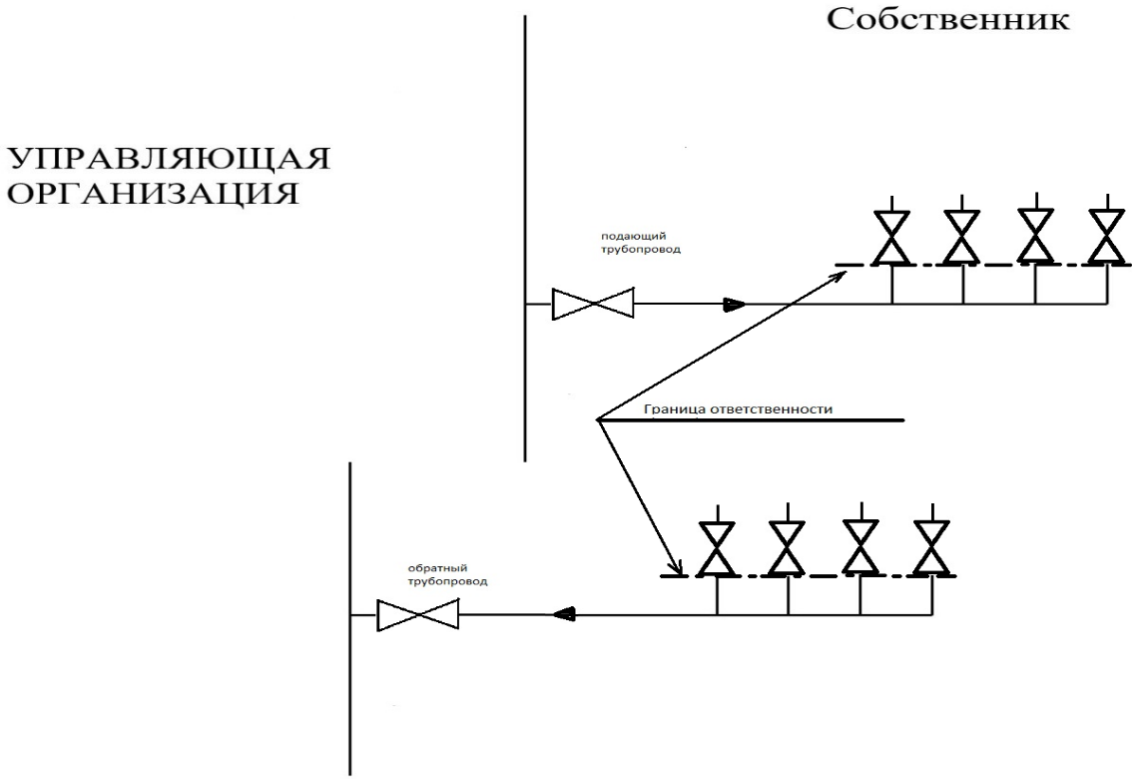 Собственник
УПРАВЛЯЮЩАЯ
ОРГАНИЗАЦИЯ
подающий
трубопровод
Граница ответственности
обратный
трубопровод